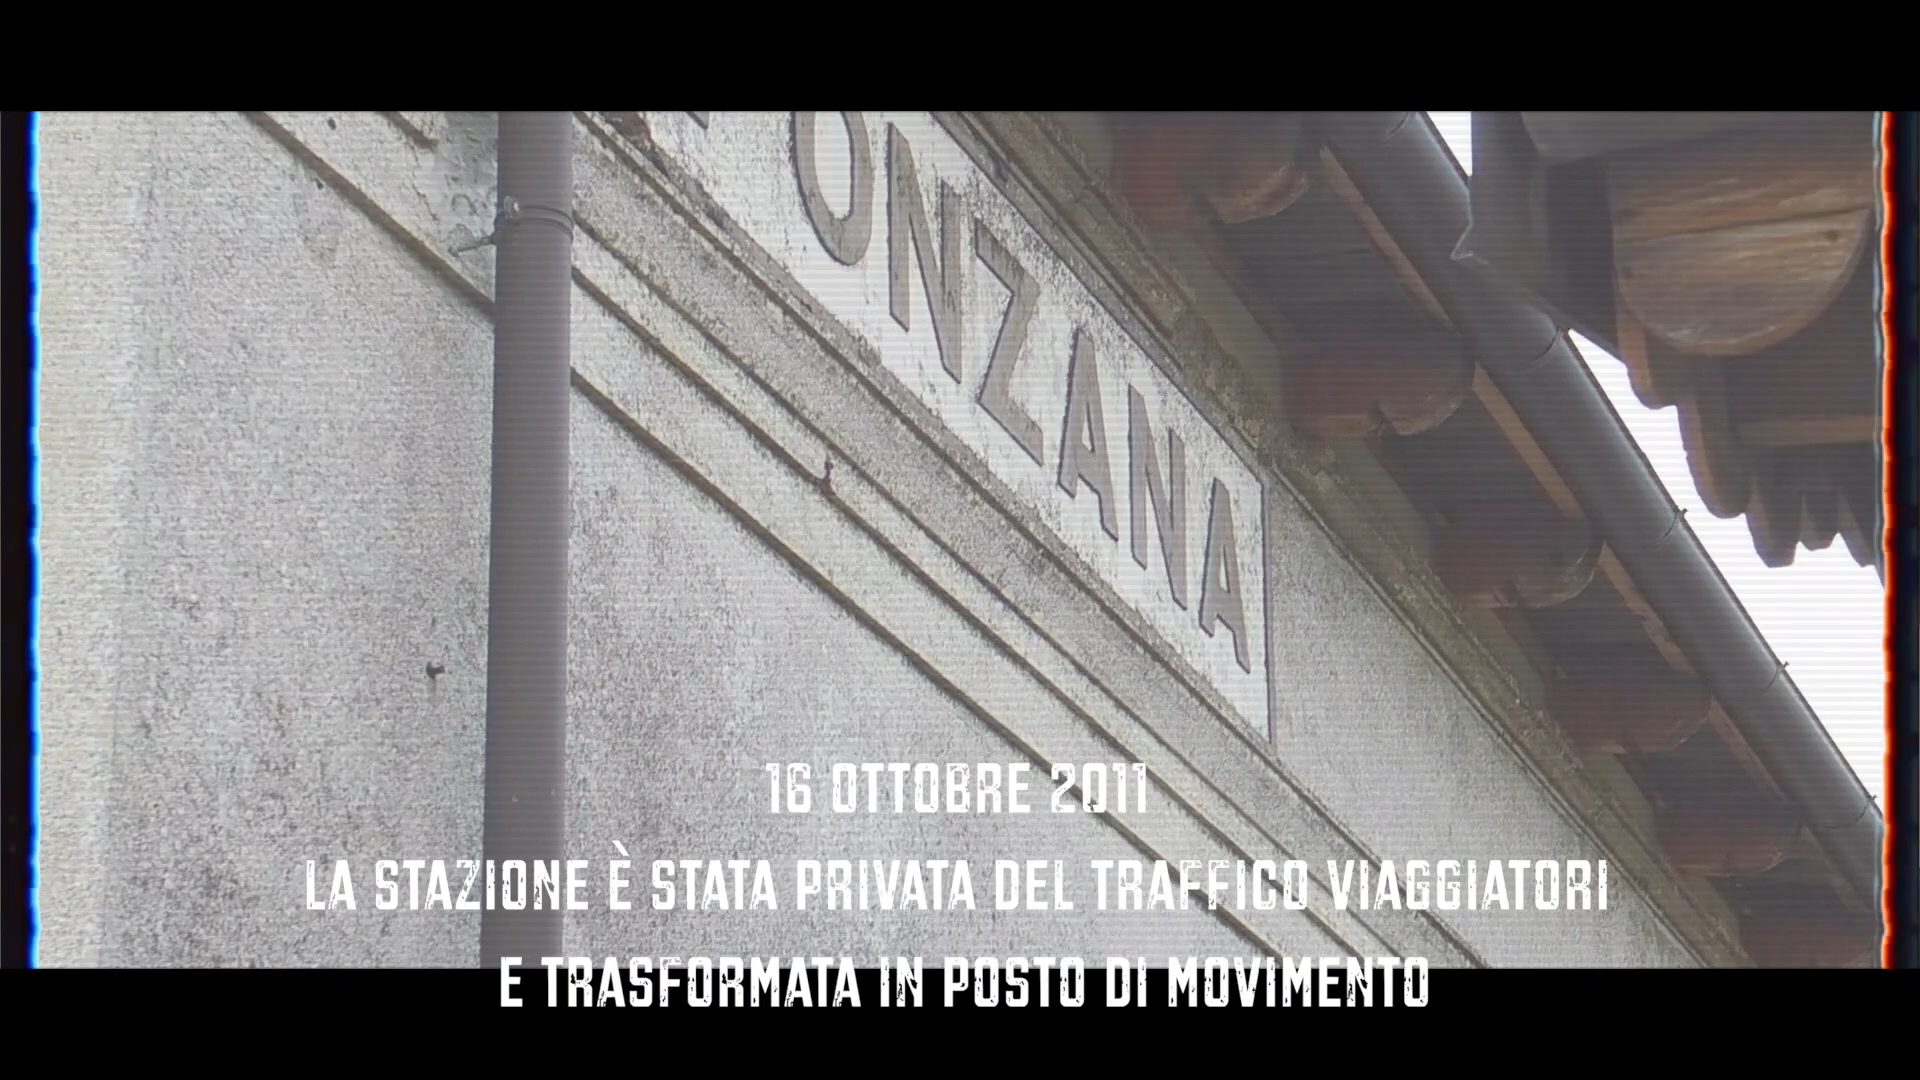 ONZANA
16 OTTOBRE 2011
LA STAZIONE È STATA PRIVATA DEL TRAFFICO VIAGGIATORI
E TRASFORMATA IN POSTO DI MOVIMENTO